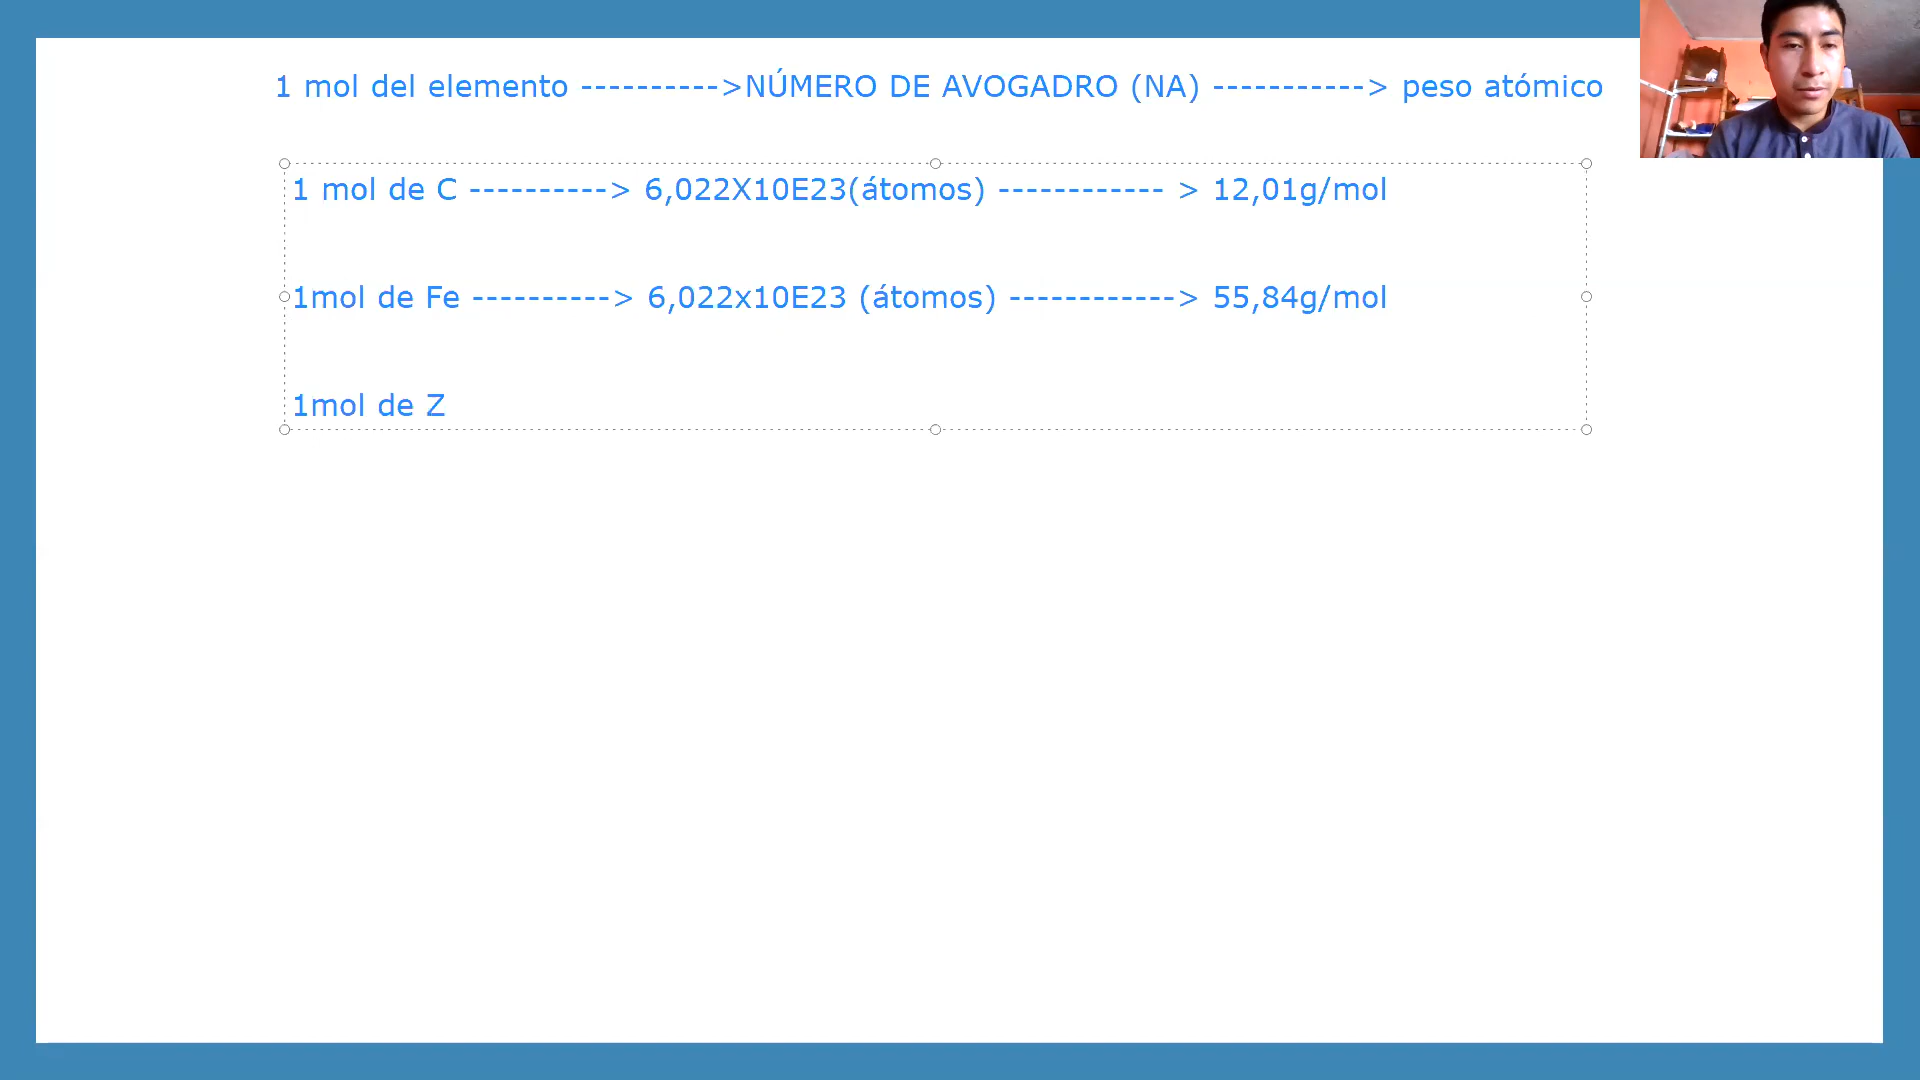 1 mol del elemento ---------->NÚMERO DE AVOGADRO (NA) -----------> peso atómico
1 mol de C ----------> 6,022X10E23(átomos) ------------ > 12,01g/mol
1mol de Fe ----------> 6,022x10E23 (átomos) ------------> 55,84g/mol
1mol de Z